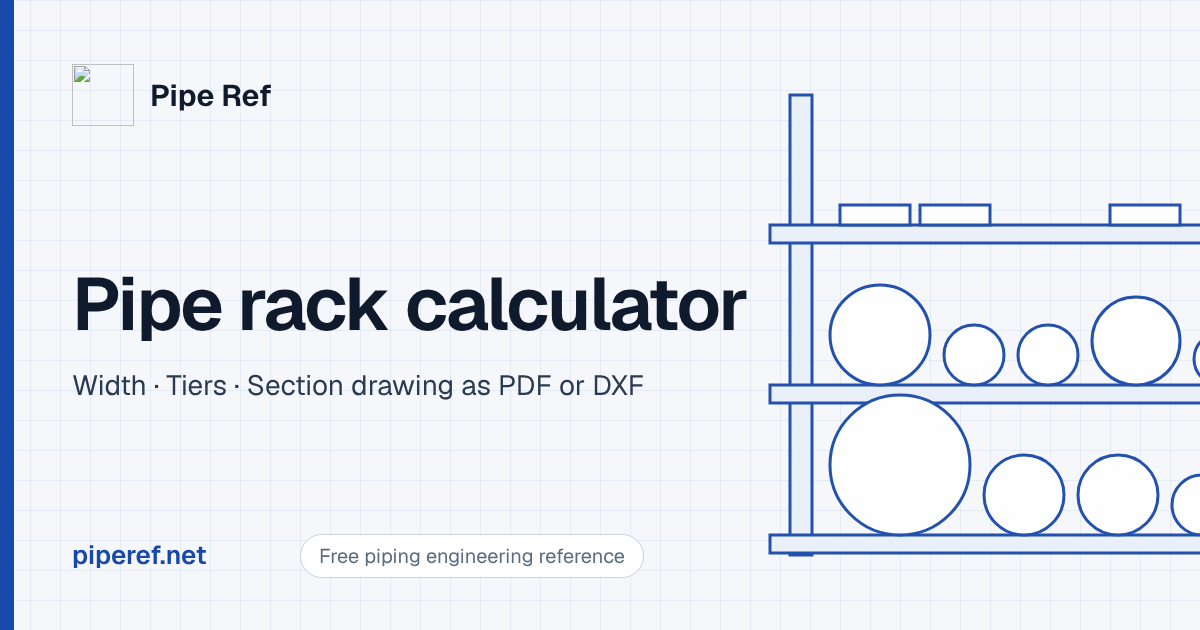 Pipe Ref
Pipe rack calculator
Width · Tiers · Section drawing as PDF or DXF
piperef.net
Free piping engineering reference